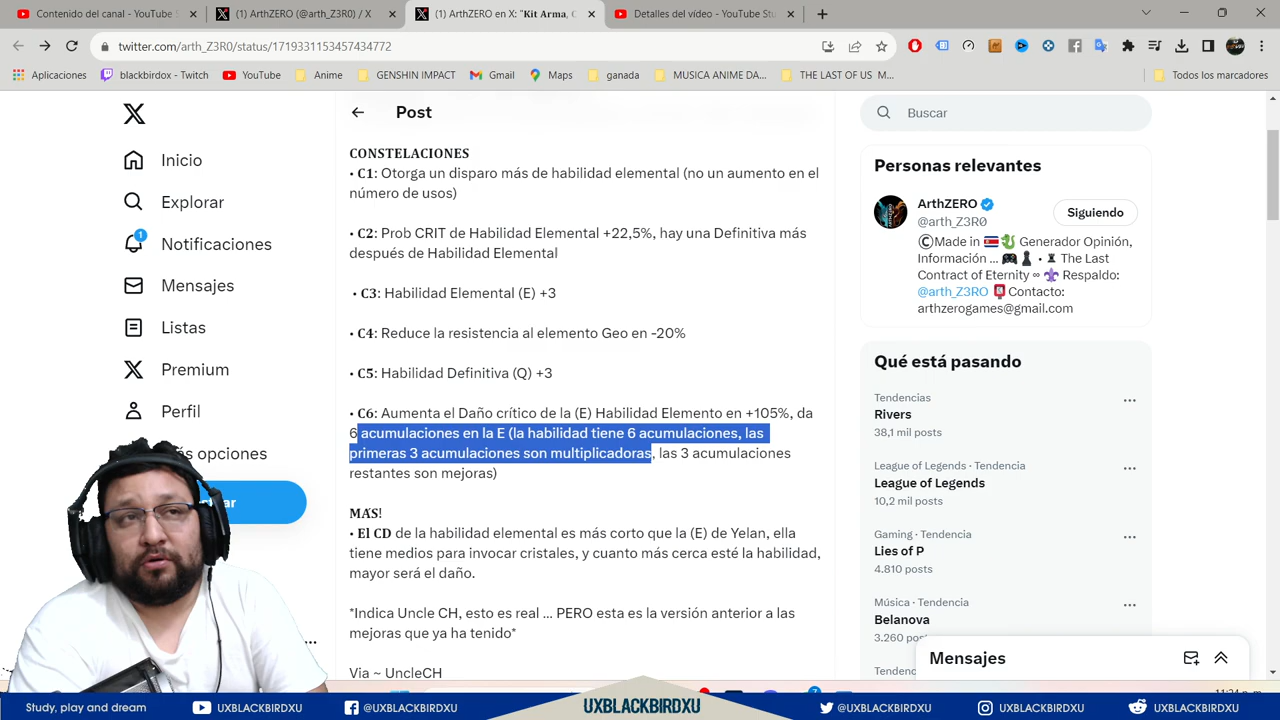 Contenido del canal - YouTube S
(1) ArthZERO (@arth_Z3R0) / X
(1) ArthZERO en X: "Kit Arma, C
Detalles del vídeo - YouTube Stu
twitter.com/arth_Z3R0/status/1719331153457434772
Aplicaciones
blackbirdox - Twitch
YouTube
Anime
GENSHIN IMPACT
Gmail
Maps
ganada
MUSICA ANIME DA...
THE LAST OF US M...
Todos los marcadores
Inicio
Explorar
1
Notificaciones
Mensajes
Listas
Premium
Perfil
opciones
Post
CONSTELACIONES
• C1: Otorga un disparo más de habilidad elemental (no un aumento en el
número de usos)
• C2: Prob CRIT de Habilidad Elemental +22,5%, hay una Definitiva más
después de Habilidad Elemental
• C3: Habilidad Elemental (E) +3
• C4: Reduce la resistencia al elemento Geo en -20%
• C5: Habilidad Definitiva (Q) +3
• C6: Aumenta el Daño crítico de la (E) Habilidad Elemento en +105%, da
6 acumulaciones en la E (la habilidad tiene 6 acumulaciones, las
primeras 3 acumulaciones son multiplicadoras, las 3 acumulaciones
restantes son mejoras)
MÁS!
• El CD de la habilidad elemental es más corto que la (E) de Yelan, ella
tiene medios para invocar cristales, y cuanto más cerca esté la habilidad,
mayor será el daño.
*Indica Uncle CH, esto es real ... PERO esta es la versión anterior a las
mejoras que ya ha tenido*
Via ~ UncleCH
Buscar
Personas relevantes
ArthZERO
@arth_Z3R0
Siguiendo
©Made in Generador Opinión,
Información ... • The Last
Contract of Eternity ∞ Respaldo:
@arth_Z3RO Contacto:
arthzerogames@gmail.com
Qué está pasando
Tendencias
Rivers
38,1 mil posts
League of Legends · Tendencia
League of Legends
10,2 mil posts
Gaming · Tendencia
Lies of P
4.810 posts
Música · Tendencia
Belanova
3.260 po
Tenden
Mensajes
Study, play and dream
UXBLACKBIRDXU
@UXBLACKBIRDXU
UXBLACKBIRDXU
@UXBLACKBIRDXU
UXBLACKBIRDXU
UXBLACKBIRDXU